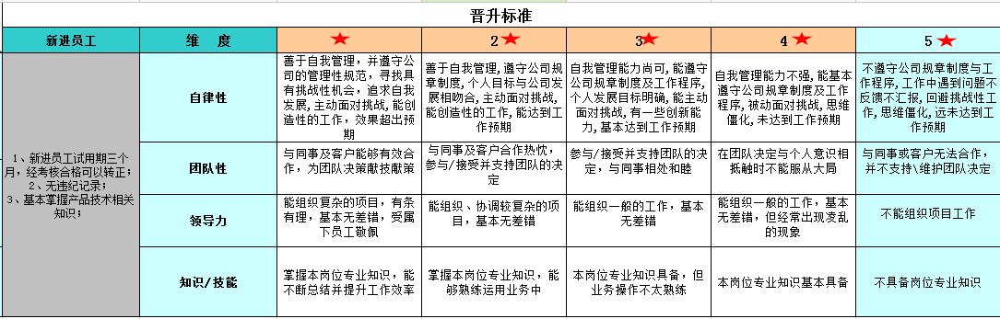 晋升标准
新进员工
维 度
★
2★
3★
4★
5★
1、新进员工试用期三个
月，经考核合格可以转正；
2、无违纪记录；
3、基本掌握产品技术相关
知识；
自律性
善于自我管理，并遵守公
司的管理性规范，寻找具
有挑战性机会，追求自我
发展,主动面对挑战,能
创造性的工作，效果超出预
期
善于自我管理,遵守公司规
章制度,个人目标与公司发
展相吻合,主动面对挑战,
能创造性的工作,能达到工
作预期
自我管理能力尚可,能遵守
公司规章制度及工作程序,
个人发展目标明确,能主动
面对挑战,有一些创新能
力,基本达到工作预期
自我管理能力不强,能基本
遵守公司规章制度及工作
程序,被动面对挑战,思维
僵化,未达到工作预期
不遵守公司规章制度与工
作程序,工作中遇到问题不
反馈不汇报,回避挑战性工
作,思维僵化,远未达到工
作预期
团队性
与同事及客户能够有效合
作，为团队决策献技献策
与同事及客户合作热忱，
参与/接受并支持团队的决
定
参与/接受并支持团队的决
定，与同事相处和睦
在团队决定与个人意识相
抵触时不能服从大局
与同事或客户无法合作，
并不支持\维护团队决定
领导力
能组织复杂的项目，有条
有理，基本无差错，受属
下员工敬佩
能组织、协调较复杂的项
目，基本无差错
能组织一般的工作，基本
无差错
能组织一般的工作，基本
无差错，但经常出现凌乱
的现象
不能组织项目工作
知识/技能
掌握本岗位专业知识，能
不断总结并提升工作效率
掌握本岗位专业知识，能
够熟练运用业务中
本岗位专业知识具备，但
业务操作不太熟练
本岗位专业知识基本具备
不具备岗位专业知识